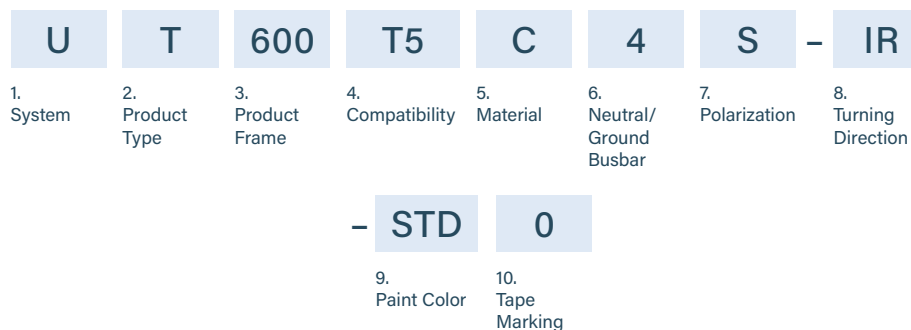 U T 600 T5 C 4 S – IR
1. 2. 3. 4. 5. 6. 7. 8.
System Product Product Compatibility Material Neutral/ Polarization Turning
Type Frame Ground Direction
Busbar
– STD 0
9. 10.
Paint Color Tape
Marking